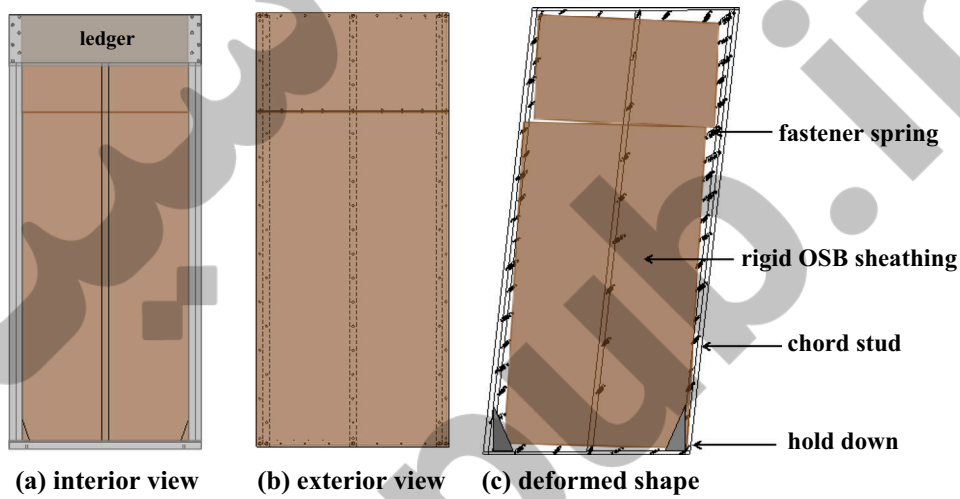 ledger
fastener spring
rigid OSB sheathing
chord stud
hold down
(a) interior view
(b) exterior view
(c) deformed shape